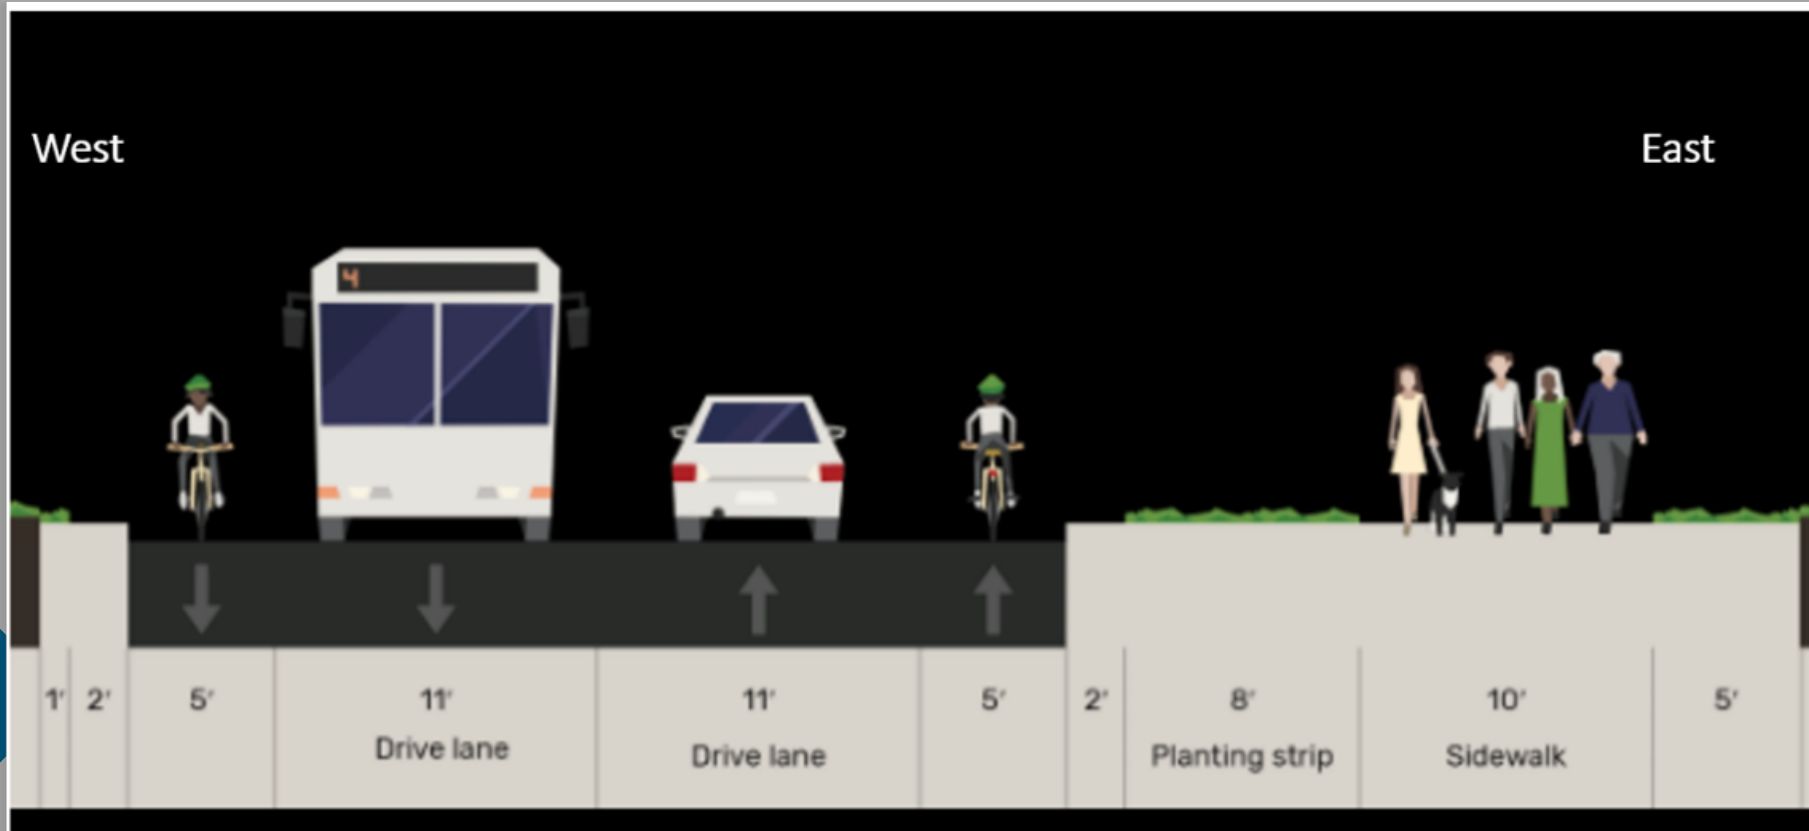 West
East
4
1' 2' 5' 11' 11' 5' 2' 8' 10' 5'
Drive lane Drive lane Planting strip Sidewalk